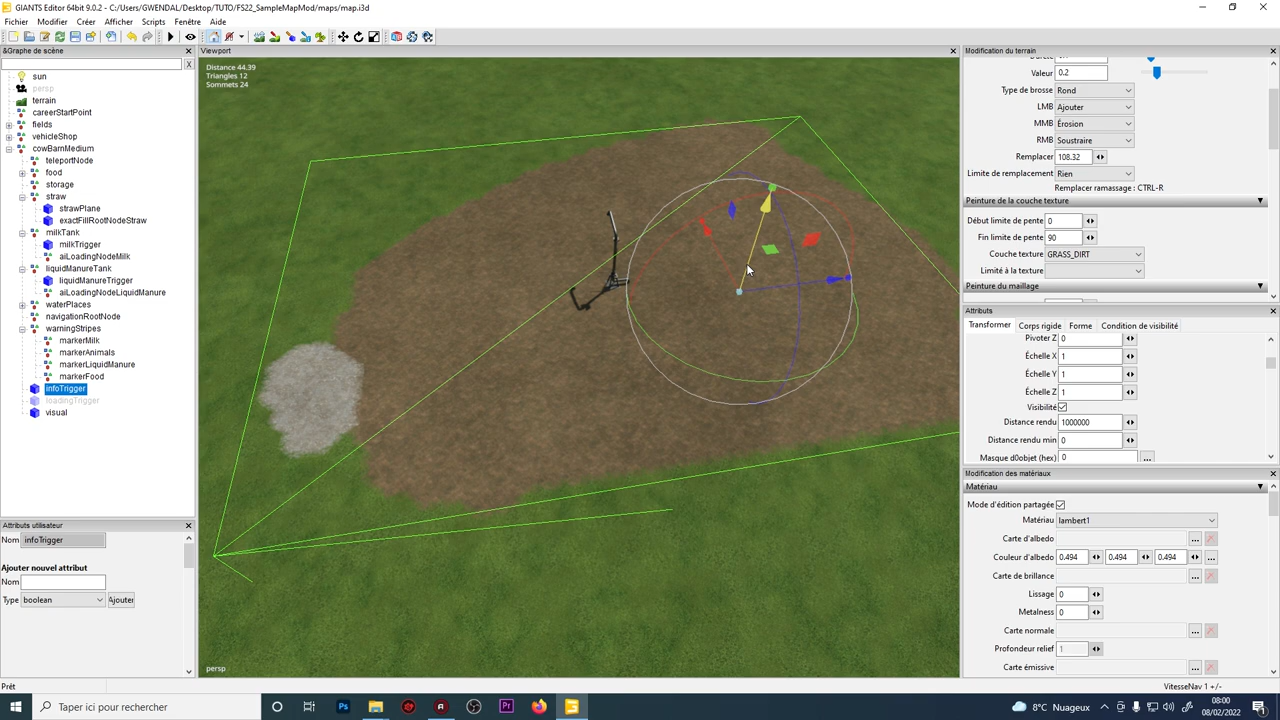 GIANTS Editor 64bit 9.0.2 - C:/Users/GWENDAL/Desktop/TUTO/FS22_SampleMapMod/maps/map.i3d
Fichier Modifier Créer Afficher Scripts Fenêtre Aide
&Graphe de scène
X
sun
persp
terrain
careerStartPoint
fields
vehicleShop
cowBarnMedium
teleportNode
food
storage
straw
strawPlane
exactFillRootNodeStraw
milkTank
milkTrigger
aiLoadingNodeMilk
liquidManureTank
liquidManureTrigger
aiLoadingNodeLiquidManure
waterPlaces
navigationRootNode
warningStripes
markerMilk
markerAnimals
markerLiquidManure
markerFood
infoTrigger
loadingTrigger
visual
Attributs utilisateur
Nom infoTrigger
Ajouter nouvel attribut
Nom
Type boolean Ajouter
Viewport
Distance 44.39
Triangles 12
Sommets 24
persp
Modification du terrain
Valeur 0.2
Type de brosse Rond
LMB Ajouter
MMB Érosion
RMB Soustraire
Remplacer 108.32
Limite de remplacement Rien
Remplacer ramassage : CTRL-R
Peinture de la couche texture
Début limite de pente 0
Fin limite de pente 90
Couche texture GRASS_DIRT
Limité à la texture
Peinture du maillage
Attributs
Transformer Corps rigide Forme Condition de visibilité
Pivoter Z 0
Échelle X 1
Échelle Y 1
Échelle Z 1
Visibilité
Distance rendu 1000000
Distance rendu min 0
Masque d0objet (hex) 0 ...
Modification des matériaux
Matériau
Mode d'édition partagée
Matériau lambert1
Carte d'albedo ...
Couleur d'albedo 0.494 0.494 0.494 ...
Carte de brillance ...
Lissage 0
Metalness 0
Carte normale ...
Profondeur relief 1
Carte émissive ...
Prêt
VitesseNav 1 +/-
Taper ici pour rechercher
8°C Nuageux
08:00
08/02/2022